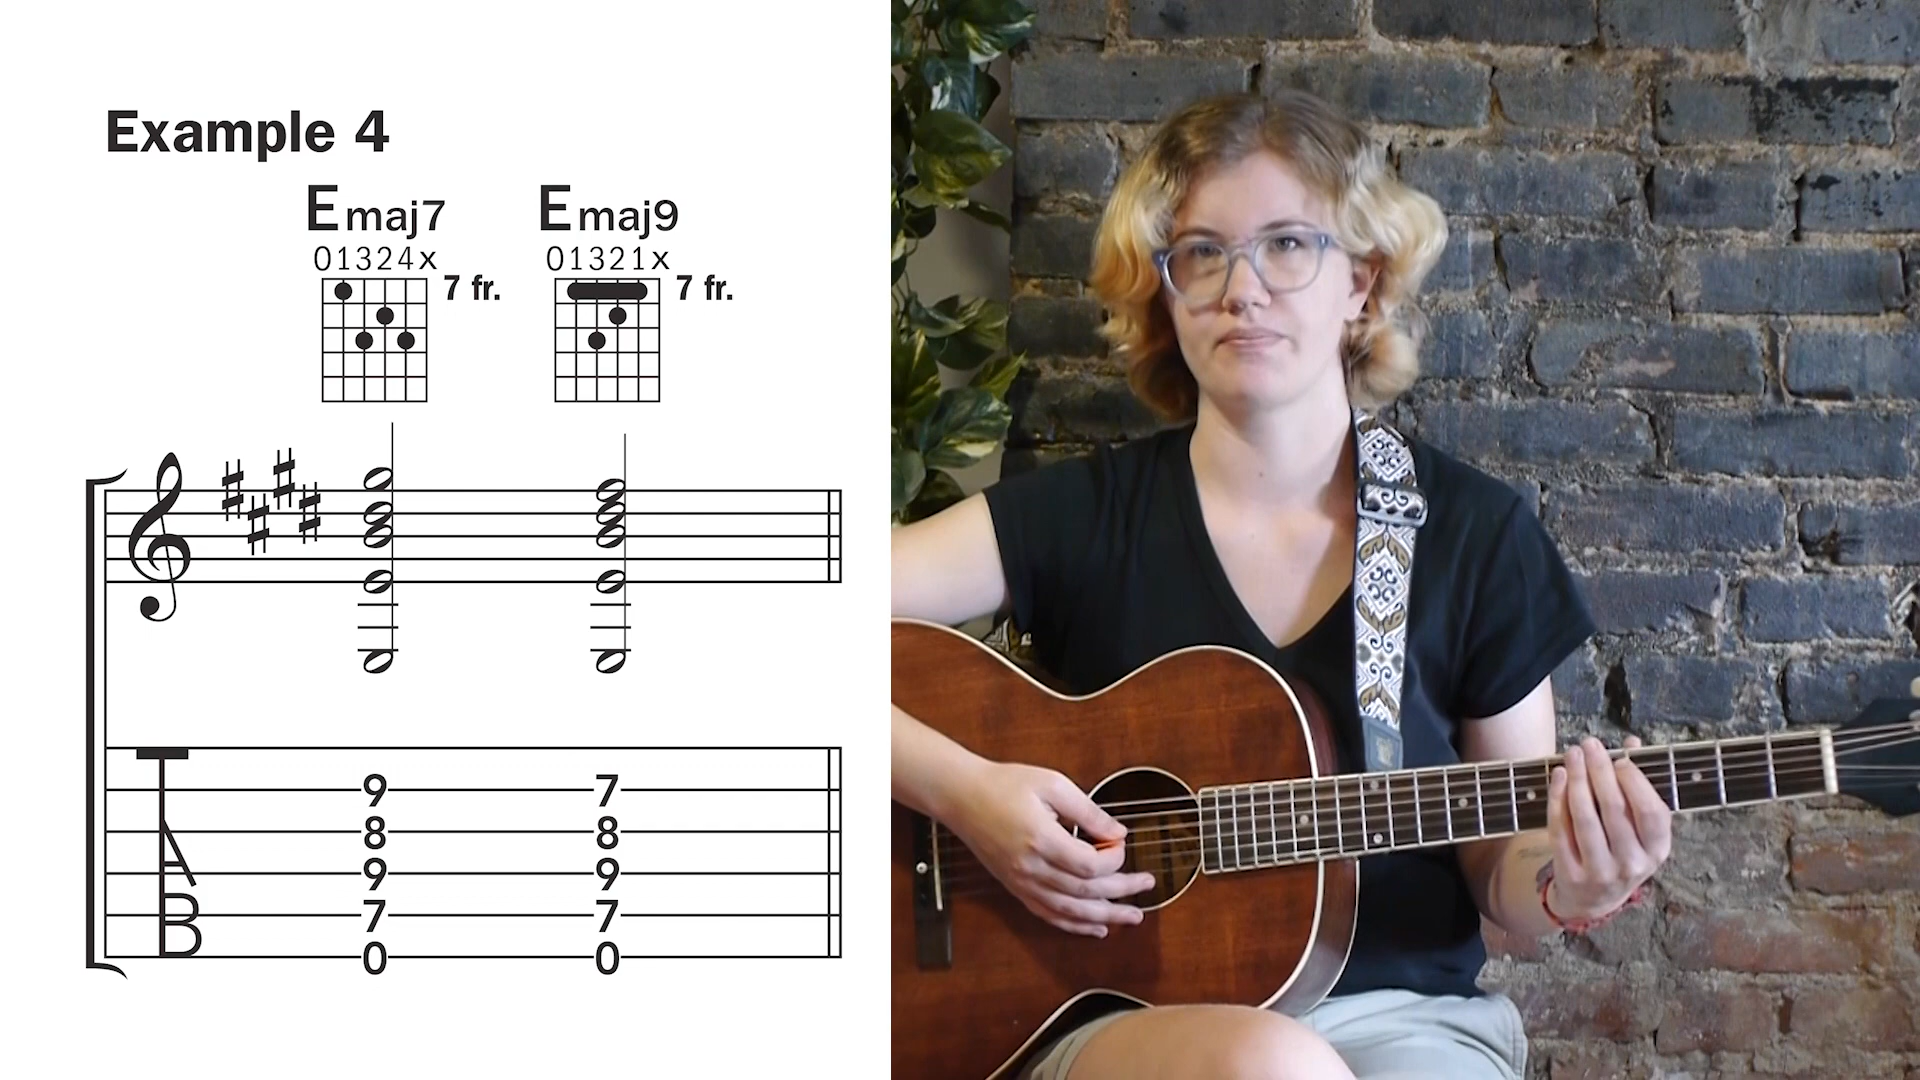 Example 4
Emaj7 Emaj9
01324x 01321x
7 fr. 7 fr.
T 9 7
A 8 8
9 9
B 7 7
0 0